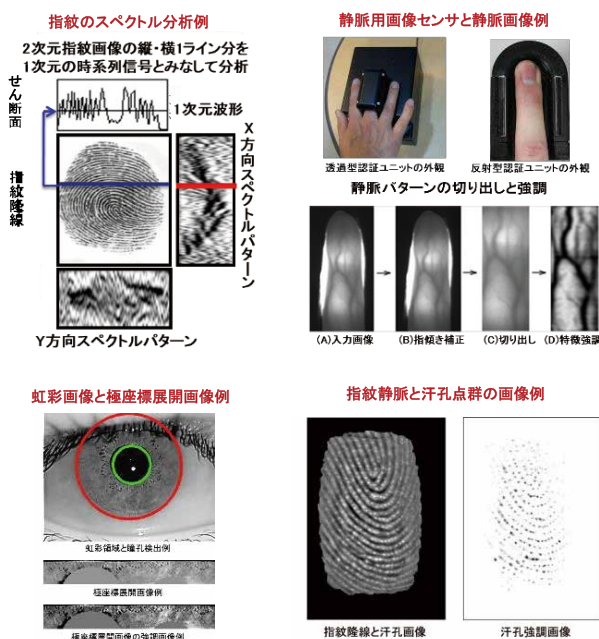 指紋のスペクトル分析例
2次元指紋画像の縦・横1ライン分を
1次元の時系列信号とみなして分析
せん断面
1次元波形
指紋隆線
X方向スペクトルパターン
Y方向スペクトルパターン
静脈用画像センサと静脈画像例
透過型認証ユニットの外観
反射型認証ユニットの外観
静脈パターンの切り出しと強調
(A)入力画像
(B)指傾き補正
(C)切り出し
(D)特徴強調
虹彩画像と極座標展開画像例
虹彩領域と瞳孔検出例
極座標展開画像例
極座標展開画像の強調画像例
指紋静脈と汗孔点群の画像例
指紋隆線と汗孔画像
汗孔強調画像